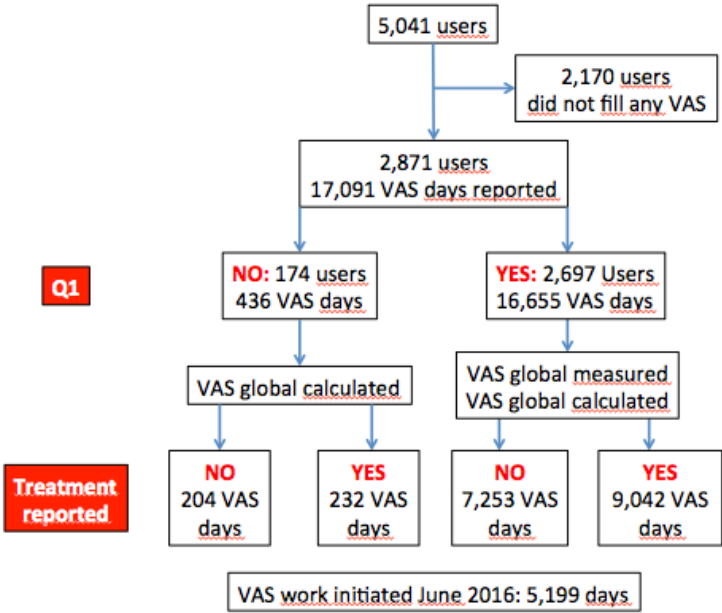 5,041 users
2,170 users
did not fill any VAS
2,871 users
17,091 VAS days reported
Q1
NO: 174 users
436 VAS days
YES: 2,697 Users
16,655 VAS days
VAS global calculated
VAS global measured
VAS global calculated
Treatment
reported
NO
204 VAS
days
YES
232 VAS
days
NO
7,253 VAS
days
YES
9,042 VAS
days
VAS work initiated June 2016: 5,199 days